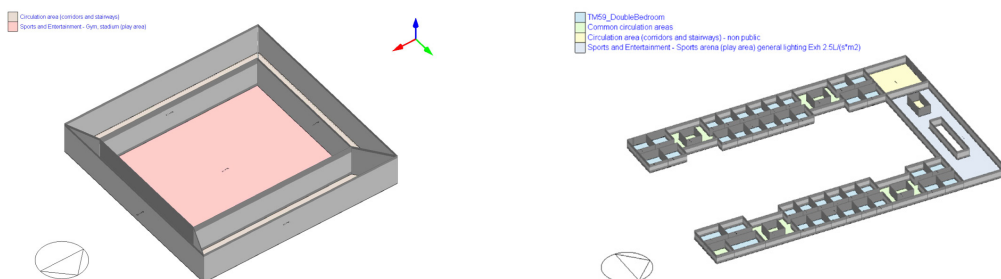 Circulation area (corridors and stairways)
Sports and Entertainment - Gym, stadium (play area)
TM59_DoubleBedroom
Common circulation areas
Circulation area (corridors and stairways) - non public
Sports and Entertainment - Sports arena (play area) general lighting Exh 2.5L/(s*m2)